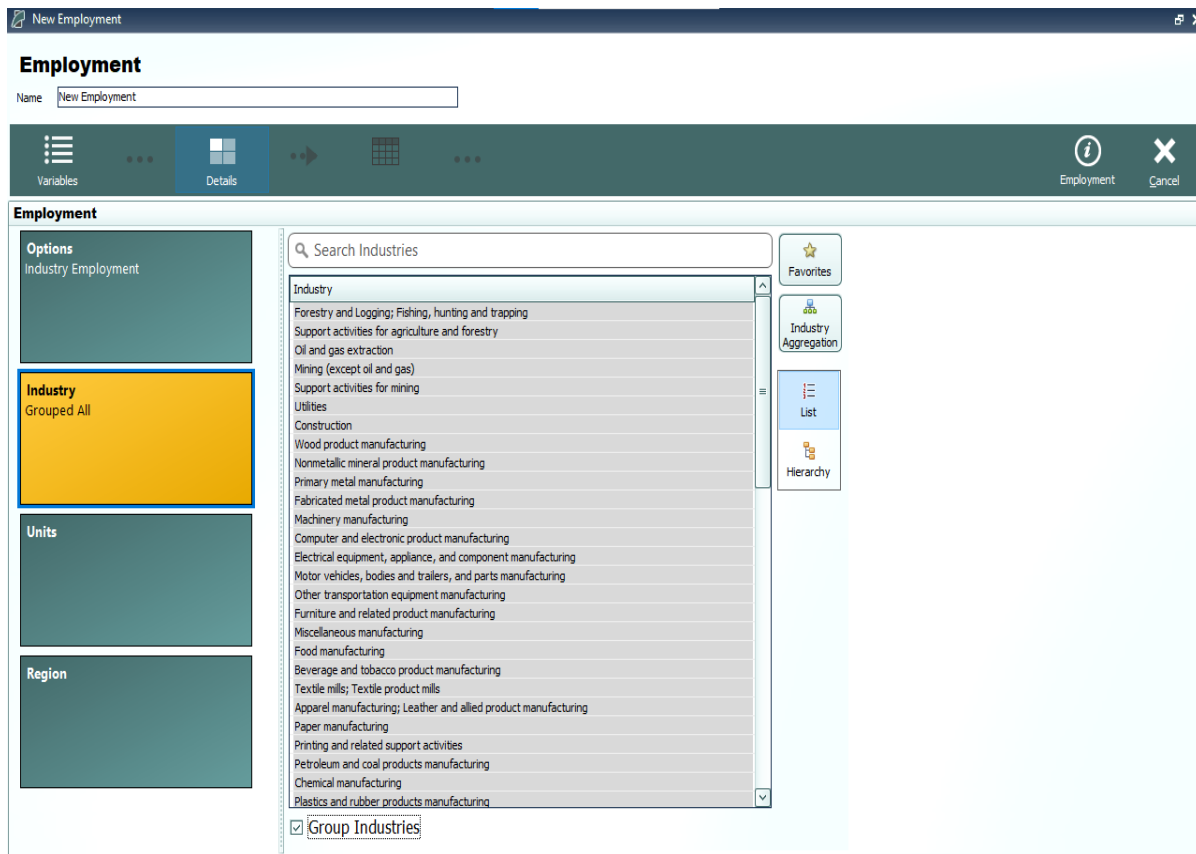 New Employment
Employment
Name New Employment
Variables
Details
Employment
Cancel
Employment
Options
Industry Employment
Industry
Grouped All
Units
Region
Search Industries
Industry
Forestry and Logging; Fishing, hunting and trapping
Support activities for agriculture and forestry
Oil and gas extraction
Mining (except oil and gas)
Support activities for mining
Utilities
Construction
Wood product manufacturing
Nonmetallic mineral product manufacturing
Primary metal manufacturing
Fabricated metal product manufacturing
Machinery manufacturing
Computer and electronic product manufacturing
Electrical equipment, appliance, and component manufacturing
Motor vehicles, bodies and trailers, and parts manufacturing
Other transportation equipment manufacturing
Furniture and related product manufacturing
Miscellaneous manufacturing
Food manufacturing
Beverage and tobacco product manufacturing
Textile mills; Textile product mills
Apparel manufacturing; Leather and allied product manufacturing
Paper manufacturing
Printing and related support activities
Petroleum and coal products manufacturing
Chemical manufacturing
Plastics and rubber products manufacturing
Group Industries
Favorites
Industry
Aggregation
List
Hierarchy